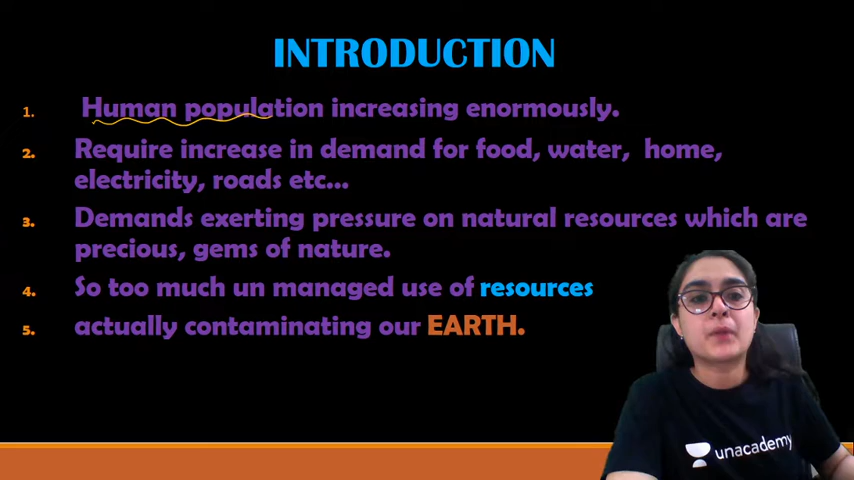 INTRODUCTION
1. Human population increasing enormously.
2. Require increase in demand for food, water, home,
electricity, roads etc...
3. Demands exerting pressure on natural resources which are
precious, gems of nature.
4. So too much un managed use of resources
5. actually contaminating our EARTH.
unacademy